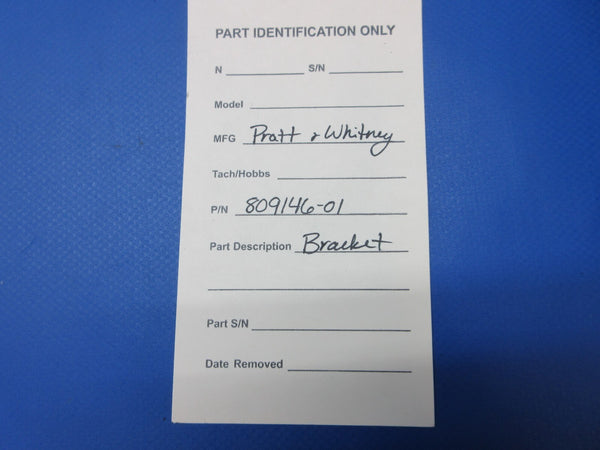 PART IDENTIFICATION ONLY
N S/N
Model
MFG Pratt & Whitney
Tach/Hobbs
P/N 809146-01
Part Description Bracket
Part S/N
Date Removed